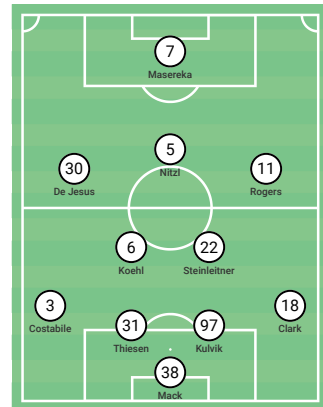 7
Masereka
5
Nitzl
30
De Jesus
11
Rogers
6
Koehl
22
Steinleitner
3
Costabile
18
Clark
31
Thiesen
97
Kulvik
38
Mack